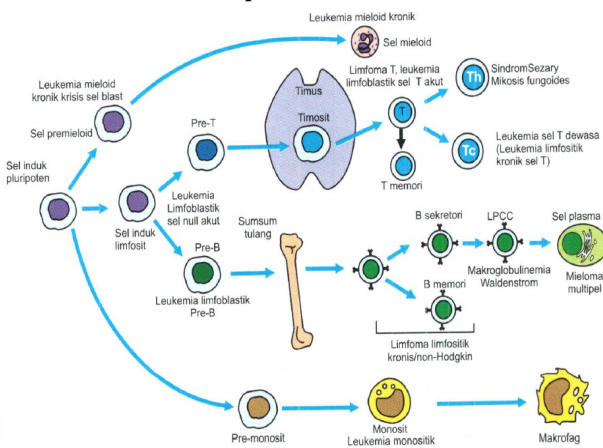 Leukemia mieloid kronik
Sel mieloid
Leukemia mieloid
kronik krisis sel blast
Sel premieloid
Limfoma T, leukemia
limfoblastik sel T akut
Th
SindromSezary
Mikosis fungoides
Timus
Timosit
Pre-T
T
T memori
Tc
Leukemia sel T dewasa
(Leukemia limfositik
kronik sel T)
Sel induk
pluripoten
Sel induk
limfosit
Leukemia
Limfoblastik
sel null akut
Pre-B
Leukemia limfoblastik
Pre-B
Sumsum
tulang
B sekretori
LPCC
Sel plasma
B memori
Makroglobulinemia
Waldenstrom
Mieloma
multipel
Limfoma limfositik
kronis/non-Hodgkin
Pre-monosit
Monosit
Leukemia monositik
Makrofag